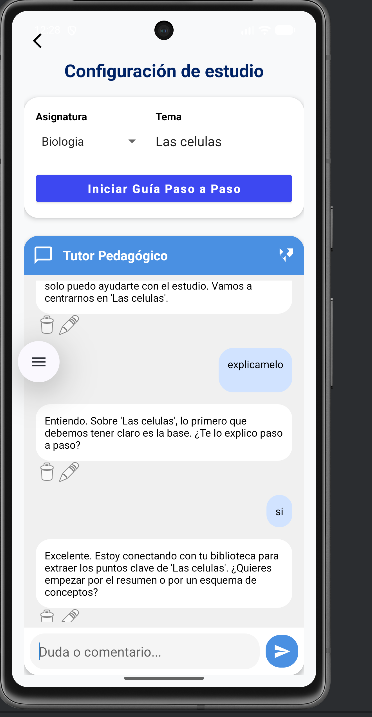 Configuración de estudio
Asignatura
Tema
Biologia
Las celulas
Iniciar Guía Paso a Paso
Tutor Pedagógico
solo puedo ayudarte con el estudio. Vamos a
centrarnos en 'Las celulas'.
explicamelo
Entiendo. Sobre 'Las celulas', lo primero que
debemos tener claro es la base. ¿Te lo explico paso
a paso?
si
Excelente. Estoy conectando con tu biblioteca para
extraer los puntos clave de 'Las celulas'. ¿Quieres
empezar por el resumen o por un esquema de
conceptos?
Duda o comentario...